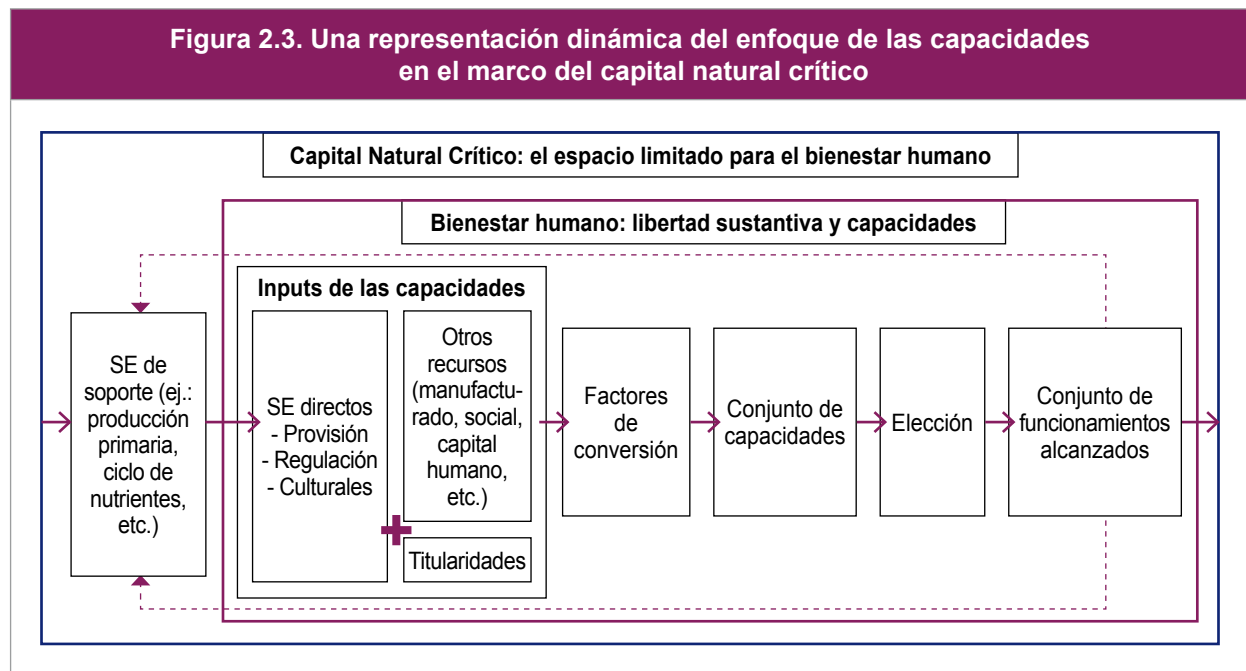 Figura 2.3. Una representación dinámica del enfoque de las capacidades
en el marco del capital natural crítico
Capital Natural Crítico: el espacio limitado para el bienestar humano
Bienestar humano: libertad sustantiva y capacidades
Inputs de las capacidades
SE de
soporte (ej.:
producción
primaria,
ciclo de
nutrientes,
etc.)
SE directos
- Provisión
- Regulación
- Culturales
Otros
recursos
(manufactu-
rado, social,
capital
humano,
etc.)
Titularidades
Factores
de
conversión
Conjunto de
capacidades
Elección
Conjunto de
funcionamientos
alcanzados